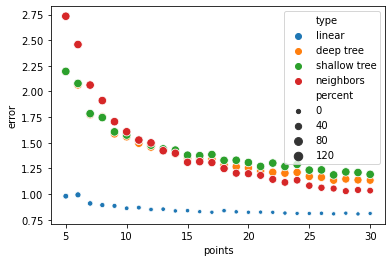 2.75
2.50
2.25
2.00
1.75
1.50
1.25
1.00
0.75
error
5
10
15
20
25
30
points
type
linear
deep tree
shallow tree
neighbors
percent
0
40
80
120